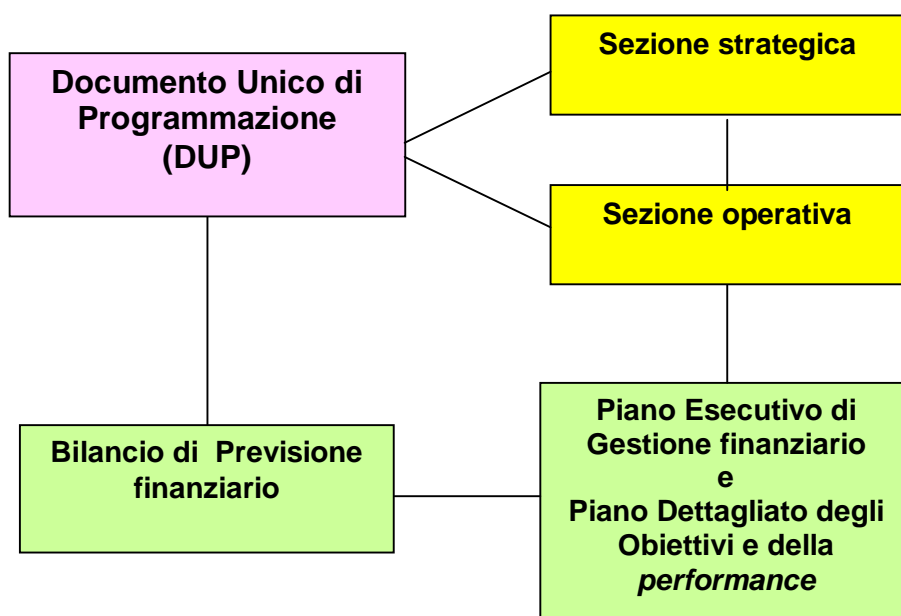 Documento Unico di
Programmazione
(DUP)
Sezione strategica
Sezione operativa
Bilancio di Previsione
finanziario
Piano Esecutivo di
Gestione finanziario
e
Piano Dettagliato degli
Obiettivi e della
performance